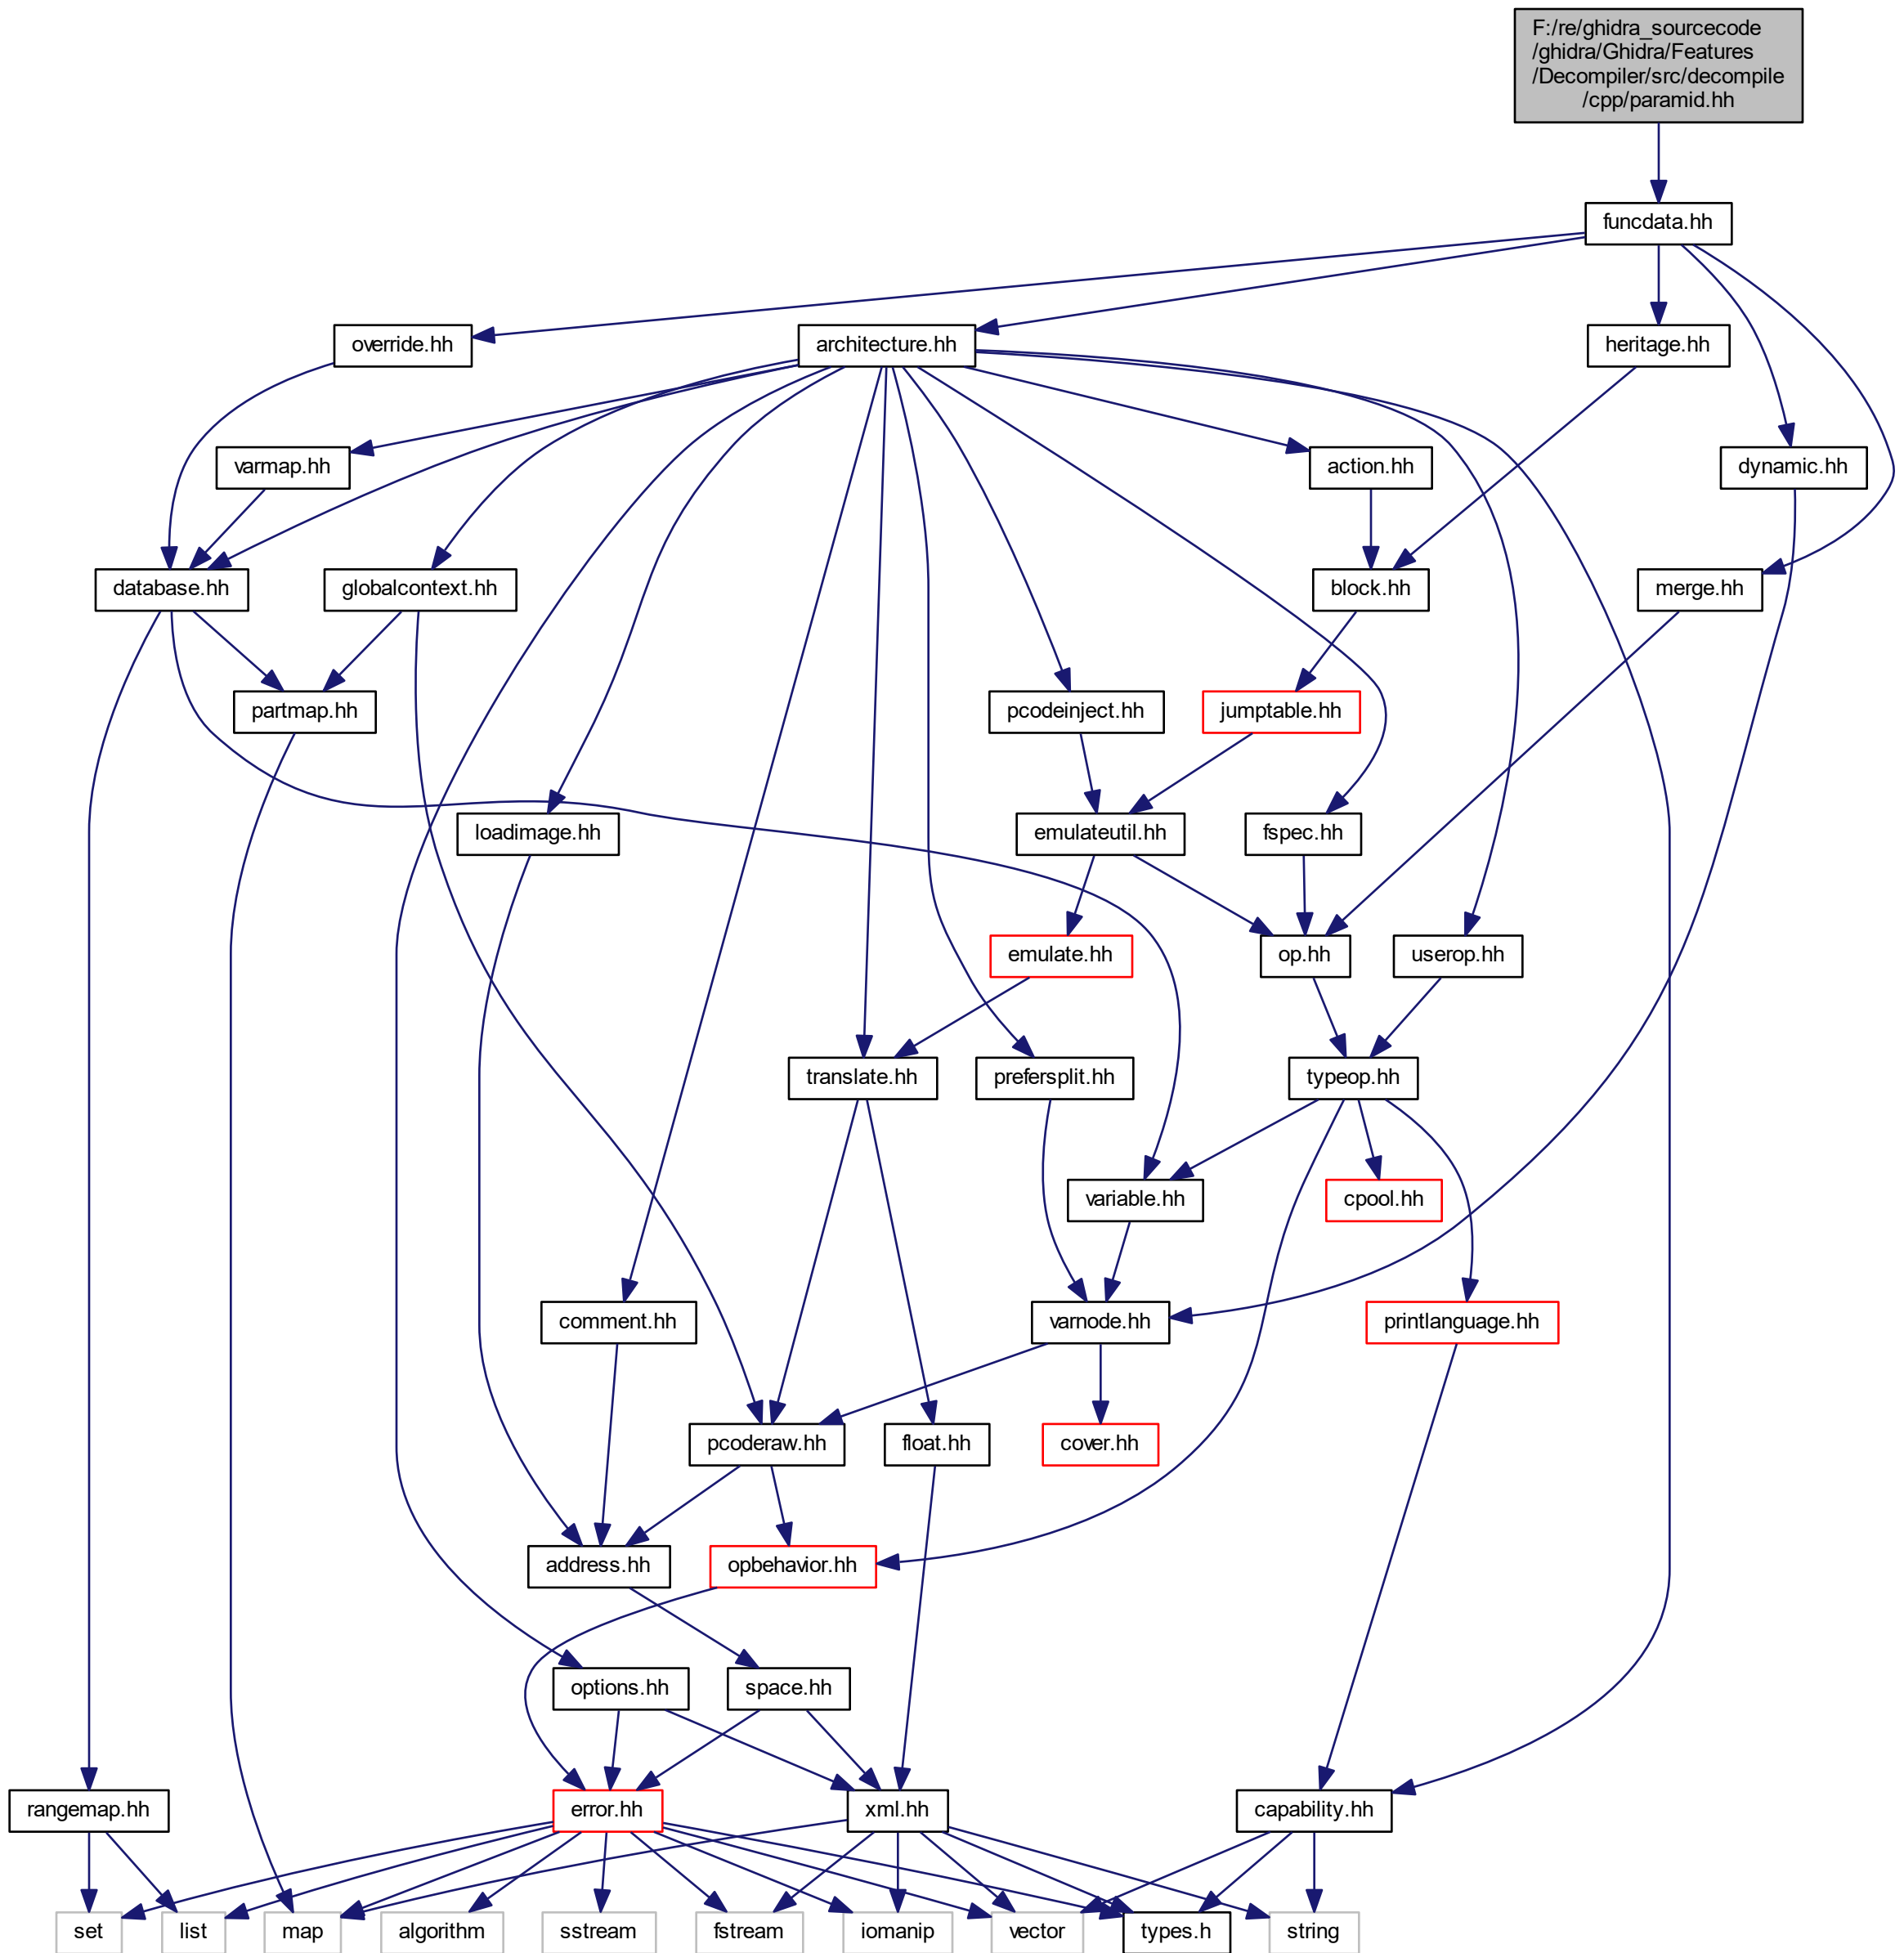 F:/re/ghidra_sourcecode
/ghidra/Ghidra/Features
/Decompiler/src/decompile
/cpp/paramid.hh
funcdata.hh
override.hh
architecture.hh
heritage.hh
varmap.hh
action.hh
dynamic.hh
database.hh
globalcontext.hh
block.hh
merge.hh
partmap.hh
pcodeinject.hh
jumptable.hh
loadimage.hh
emulateutil.hh
fspec.hh
emulate.hh
op.hh
userop.hh
translate.hh
prefersplit.hh
typeop.hh
variable.hh
cpool.hh
comment.hh
varnode.hh
printlanguage.hh
pcoderaw.hh
float.hh
cover.hh
address.hh
opbehavior.hh
options.hh
space.hh
rangemap.hh
error.hh
xml.hh
capability.hh
set
list
map
algorithm
sstream
fstream
iomanip
vector
types.h
string